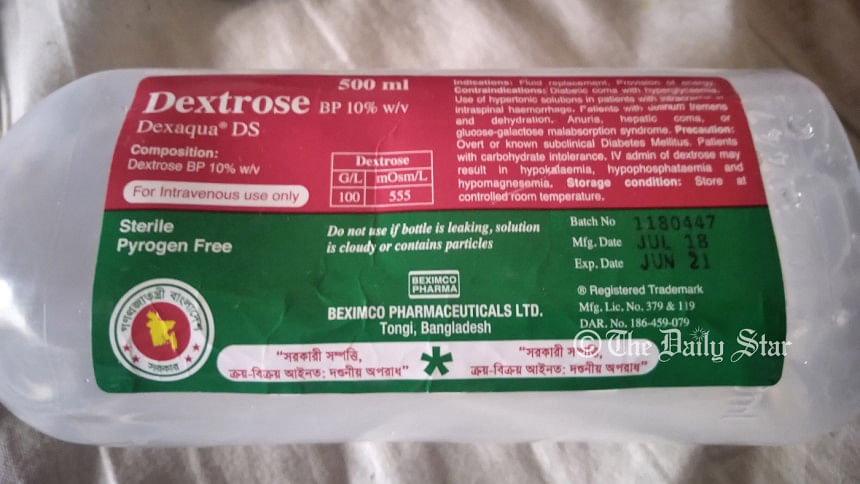 500 ml
Dextrose BP 10% w/v
Dexaqua® DS
Composition:
Dextrose BP 10% w/v
For Intravenous use only
Dextrose
G/L mOsm/L
100 555
Indications: Fluid replacement, Provision of energy.
Contraindications: Diabetic coma with hyperglycaemia.
Use of hypertonic solutions in patients with intracranial or
intraspinal haemorrhage. Patients with delirium tremens
and dehydration, Anuria, hepatic coma, or
glucose-galactose malabsorption syndrome. Precaution:
Overt or known subclinical Diabetes Mellitus. Patients
with carbohydrate intolerance. IV admin of dextrose may
result in hypokalaemia, hypophosphataemia and
hypomagnesemia. Storage condition: Store at
controlled room temperature.
Sterile
Pyrogen Free
Do not use if bottle is leaking, solution
is cloudy or contains particles
Batch No 1180447
Mfg. Date JUL 18
Exp. Date JUN 21
BEXIMCO
PHARMA
BEXIMCO PHARMACEUTICALS LTD.
Tongi, Bangladesh
® Registered Trademark
Mfg. Lic. No. 379 & 119
DAR. No. 186-459-079
গণপ্রজাতন্ত্রী বাংলাদেশ
সরকার
“সরকারী সম্পত্তি,
ক্রয়-বিক্রয় আইনত: দণ্ডনীয় অপরাধ”
“সরকারী সম্পত্তি,
ক্রয়-বিক্রয় আইনত: দণ্ডনীয় অপরাধ”
© The Daily Star